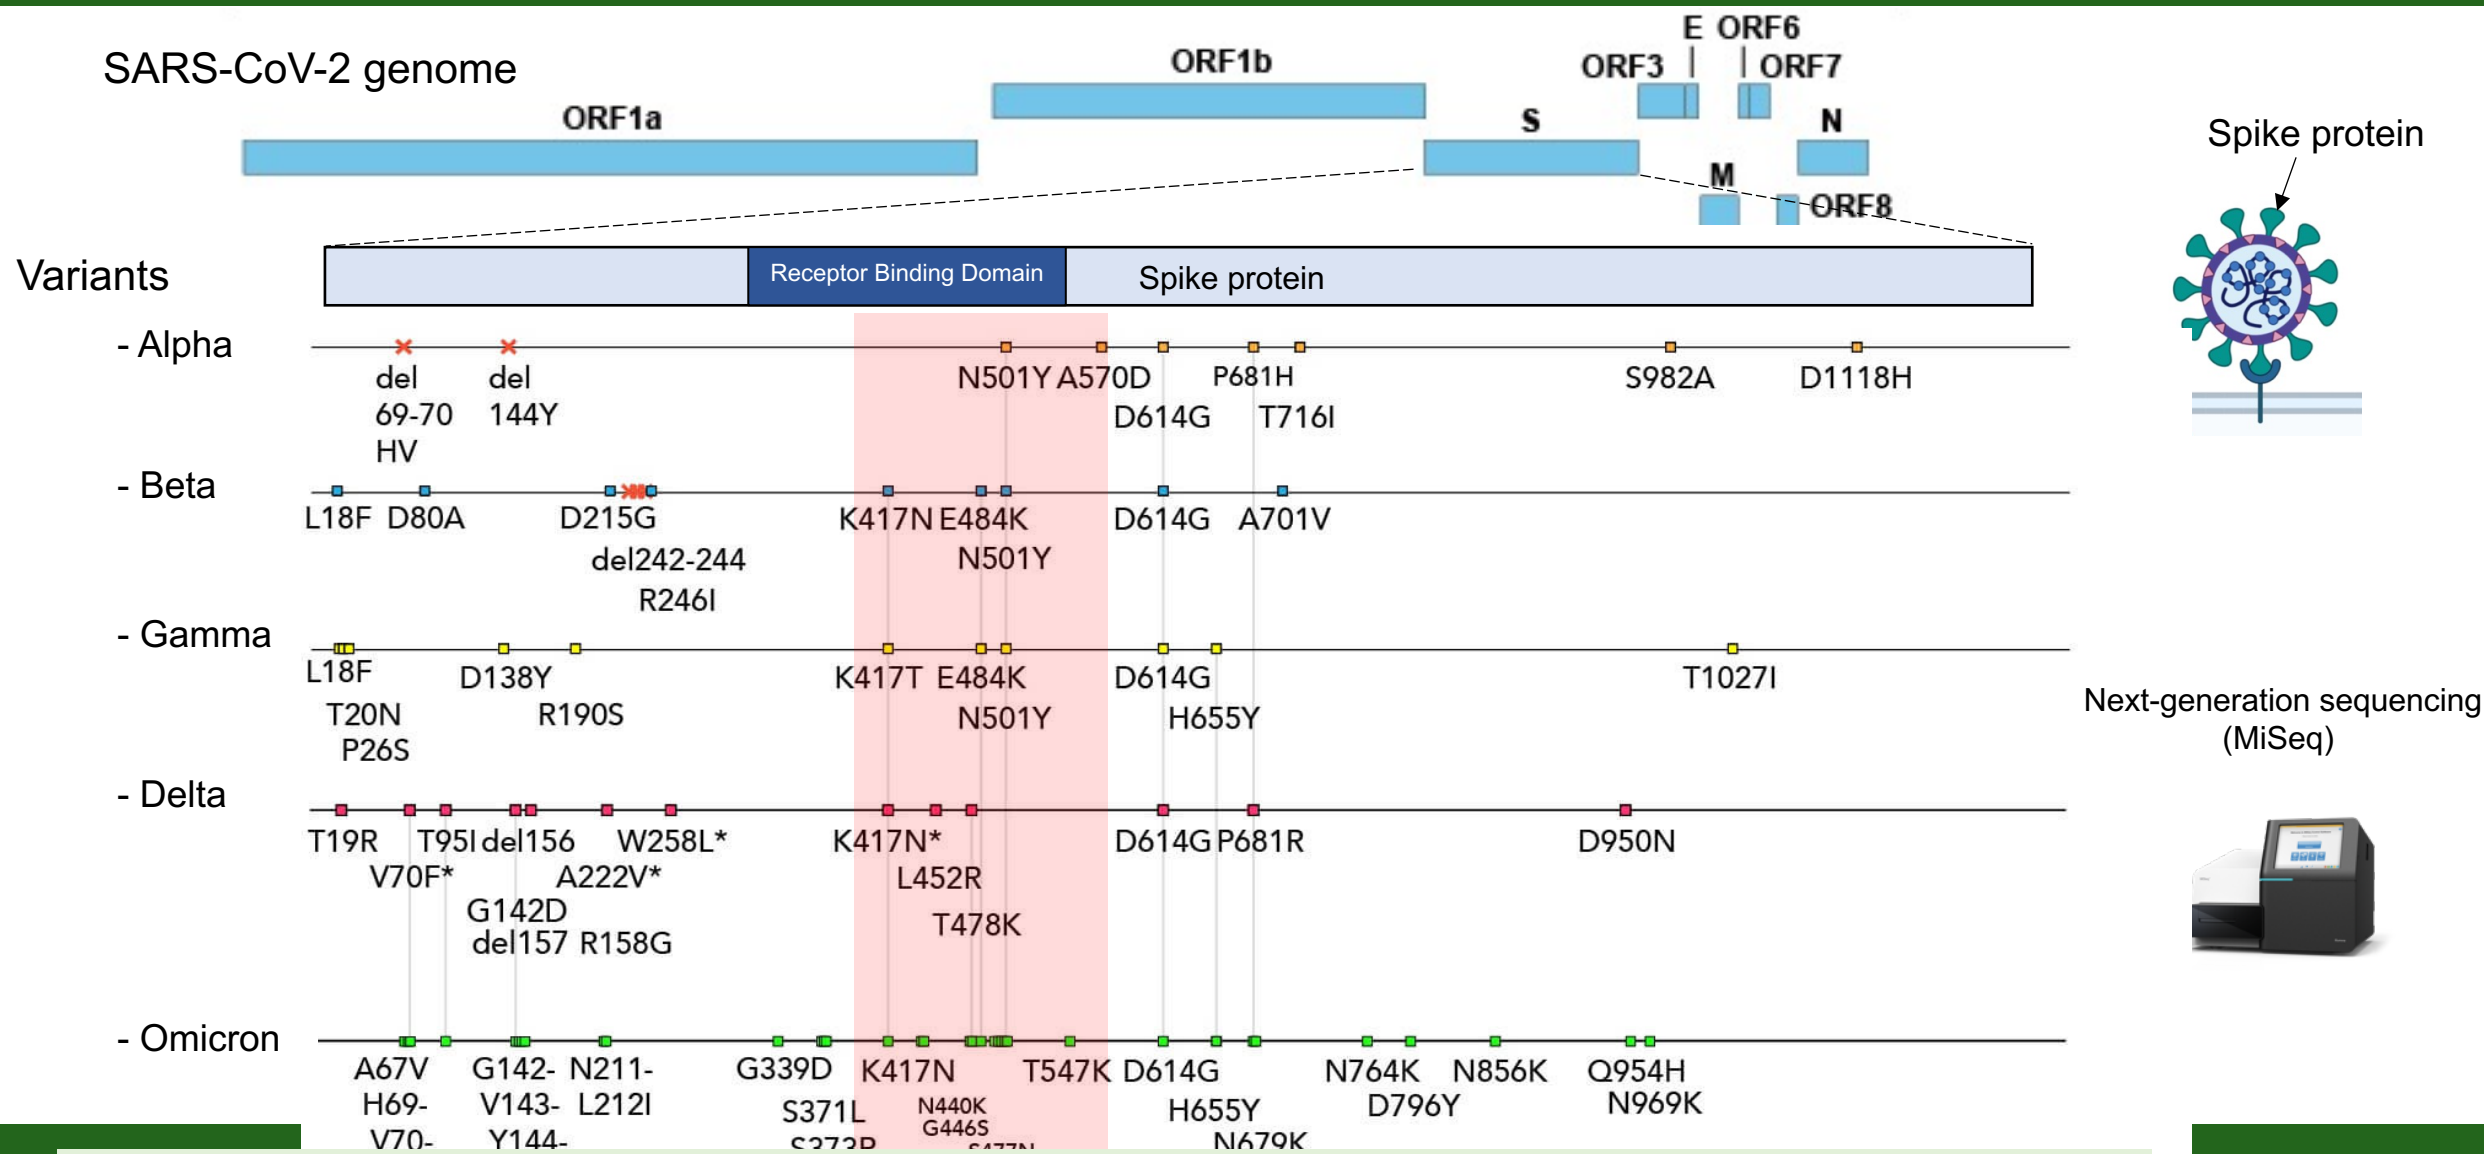 SARS-CoV-2 genome
ORF1a
ORF1b
S
ORF3
E
ORF6
ORF7
M
N
ORF8
Spike protein
Variants
Receptor Binding Domain
Spike protein
- Alpha
del
69-70
HV
del
144Y
N501Y
A570D
D614G
P681H
T716I
S982A
D1118H
- Beta
L18F
D80A
D215G
del242-244
R246I
K417N
E484K
N501Y
D614G
A701V
- Gamma
L18F
T20N
P26S
D138Y
R190S
K417T
E484K
N501Y
D614G
H655Y
T1027I
Next-generation sequencing
(MiSeq)
- Delta
T19R
V70F*
T95I
del156
G142D
del157
R158G
A222V*
W258L*
K417N*
L452R
T478K
D614G
P681R
D950N
- Omicron
A67V
H69-
V70-
G142-
V143-
Y144-
N211-
L212I
G339D
S371L
S373P
K417N
N440K
G446S
S477N
T547K
D614G
H655Y
N679K
N764K
D796Y
N856K
Q954H
N969K